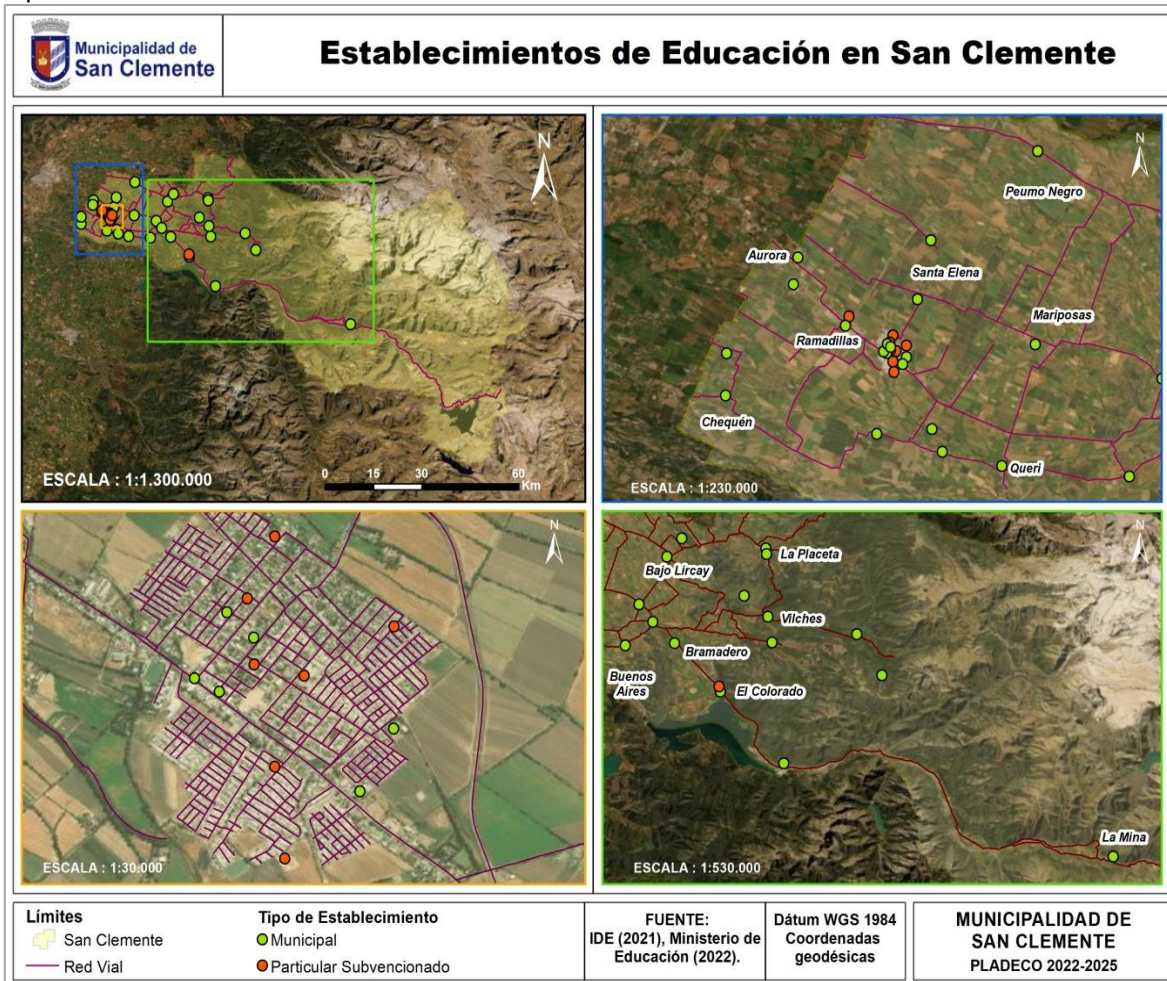 Municipalidad de
San Clemente
Establecimientos de Educación en San Clemente
N
0 15 30 60
Km
ESCALA : 1:1.300.000
N
Peumo Negro
Aurora
Santa Elena
Mariposas
Ramadillas
Chequén
Queri
ESCALA : 1:230.000
N
ESCALA : 1:30.000
N
La Placeta
Bajo Lircay
Vilches
Bramadero
Buenos
Aires
El Colorado
La Mina
ESCALA : 1:530.000
Límites
San Clemente
Red Vial
Tipo de Establecimiento
Municipal
Particular Subvencionado
FUENTE:
IDE (2021), Ministerio de
Educación (2022).
Dátum WGS 1984
Coordenadas
geodésicas
MUNICIPALIDAD DE
SAN CLEMENTE
PLADECO 2022-2025